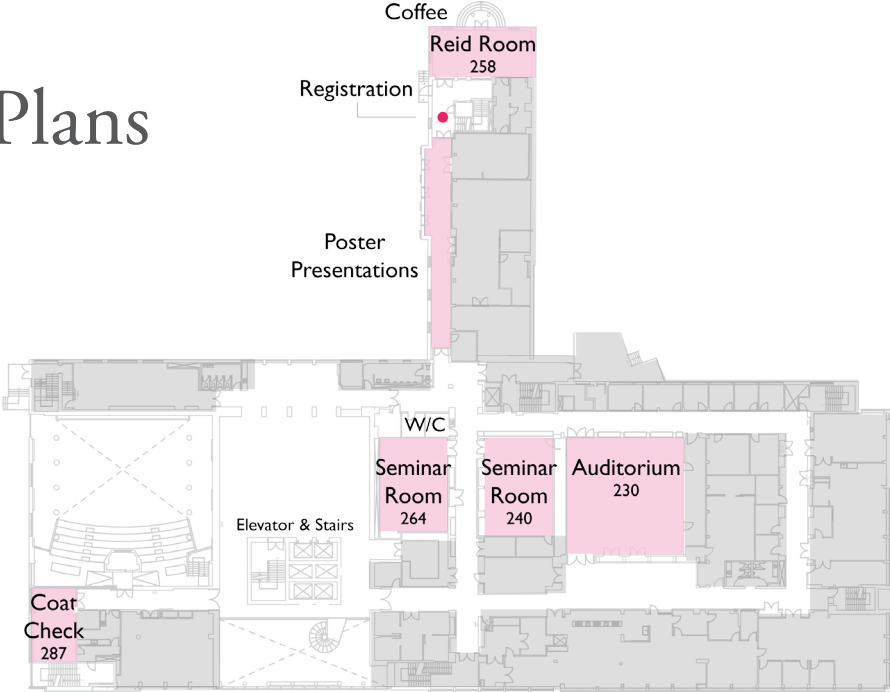 Coffee
Reid Room
258
Registration
Plans
Poster
Presentations
W/C
Seminar
Room
264
Seminar
Room
240
Auditorium
230
Elevator & Stairs
Coat
Check
287